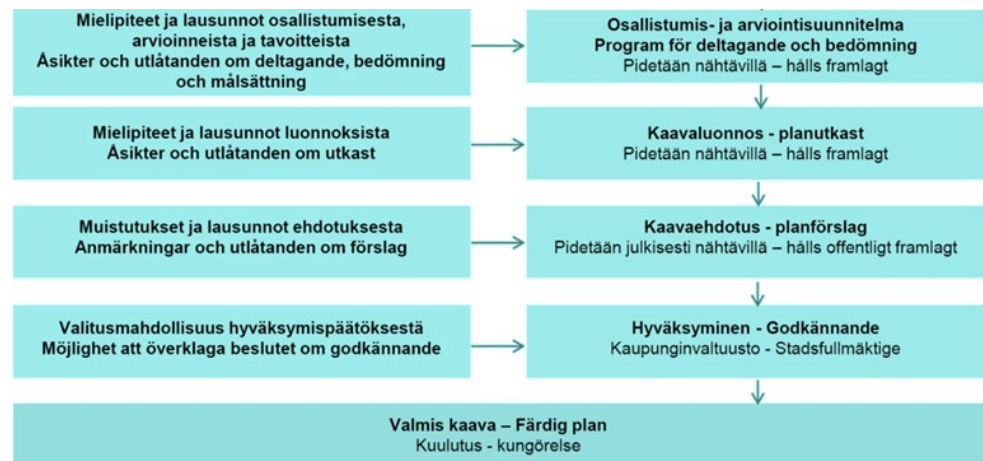 Mielipiteet ja lausunnot osallistumisesta,
arvioinneista ja tavoitteista
Åsikter och utlåtanden om deltagande, bedömning
och målsättning
Osallistumis- ja arviointisuunnitelma
Program för deltagande och bedömning
Pidetään nähtävillä – hålls framlagt
Mielipiteet ja lausunnot luonnoksista
Åsikter och utlåtanden om utkast
Kaavaluonnos - planutkast
Pidetään nähtävillä – hålls framlagt
Muistutukset ja lausunnot ehdotuksesta
Anmärkningar och utlåtanden om förslag
Kaavaehdotus - planförslag
Pidetään julkisesti nähtävillä – hålls offentligt framlagt
Valitusmahdollisuus hyväksymispäätöksestä
Möjlighet att överklaga beslutet om godkännande
Hyväksyminen - Godkännande
Kaupunginvaltuusto - Stadsfullmäktige
Valmis kaava – Färdig plan
Kuulutus - kungörelse